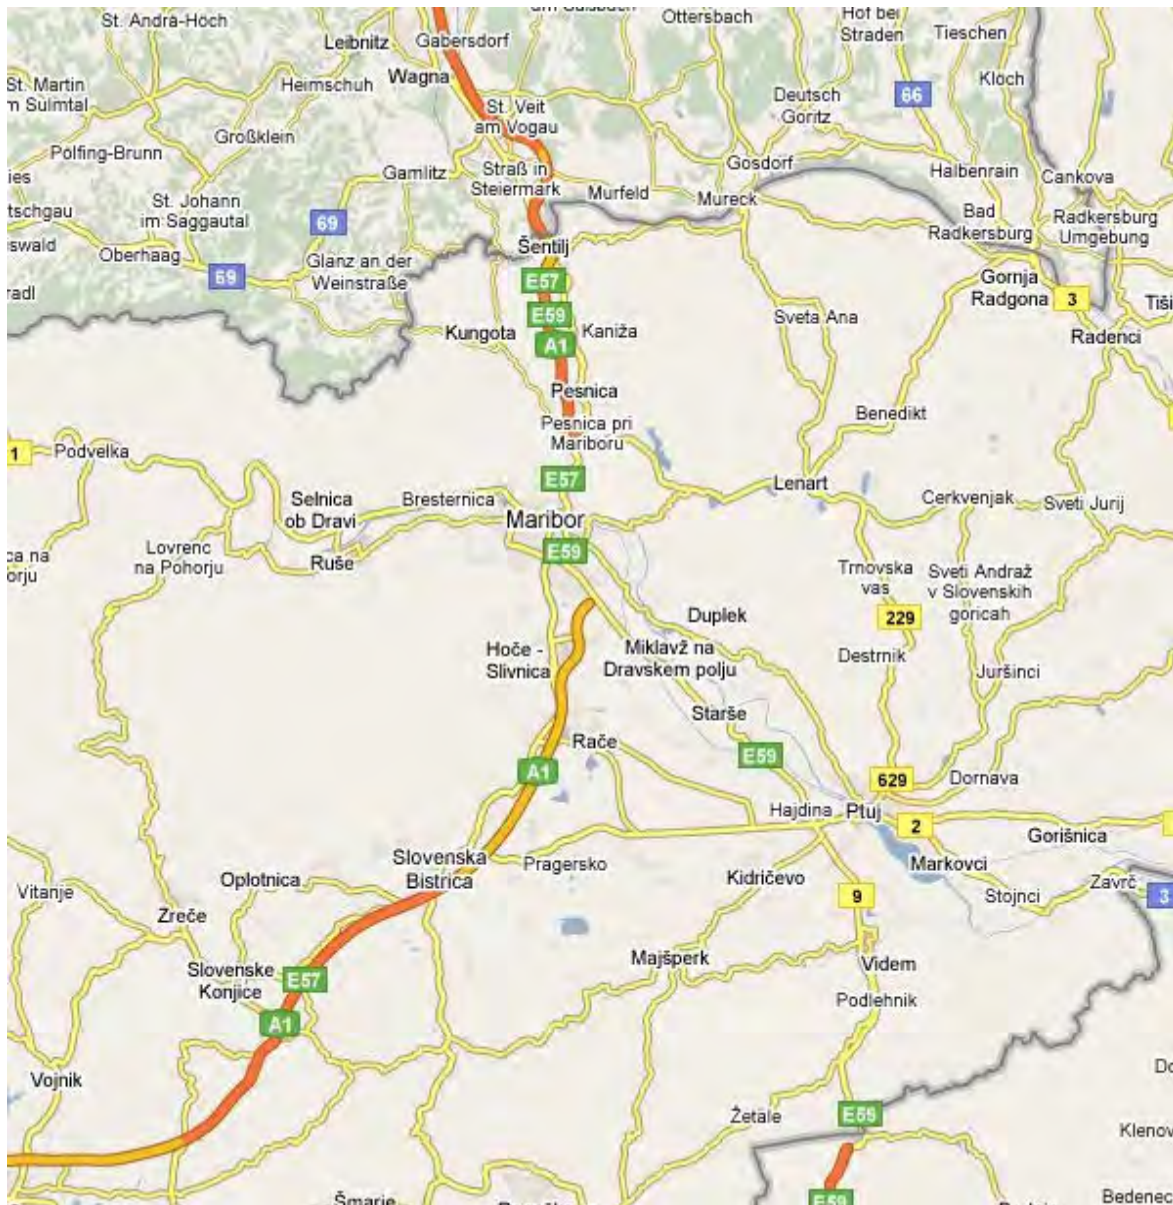 St. Andrä-Höch
Leibnitz
Gabersdorf
Ottersbach
Hof bei
Straden
Tieschen
Klöch
Wagna
Heimschuh
St. Martin
m Sulmtal
66
Deutsch
Goritz
St. Veit
am Vogau
Großklein
Pölfing-Brunn
Gamlitz
Straß in
Steiermark
Murfeld
Gosdorf
Mureck
Halbenrain
Cankova
St. Johann
im Saggautal
69
Bad
Radkersburg
Radkersburg
Umgebung
Oberhaag
69
Glanz an der
Weinstraße
Šentilj
E57
E59
A1
Kungota
Kaniža
Sveta Ana
Gornja
Radgona
3
Radenci
Pesnica
Pesnica pri
Mariboru
Benedikt
1
Podvelka
E57
Lenart
Cerkvenjak
Sveti Jurij
Selnica
ob Dravi
Bresternica
Maribor
E59
Ruše
Lovrenc
na Pohorju
Trnovska
vas
Sveti Andraž
v Slovenskih
goricah
229
Duplek
Hoče -
Slivnica
Miklavž na
Dravskem polju
Destrnik
Juršinci
Starše
Rače
E59
A1
629
Dornava
Hajdina
Ptuj
2
Gorišnica
Slovenska
Bistrica
Pragersko
Markovci
Kidričevo
Oplotnica
Vitanje
9
Stojnci
Zavrč
3
Zreče
Slovenske
Konjice
E57
Majšperk
Videm
Podlehnik
A1
Vojnik
Žetale
E59
E59
Bedenec